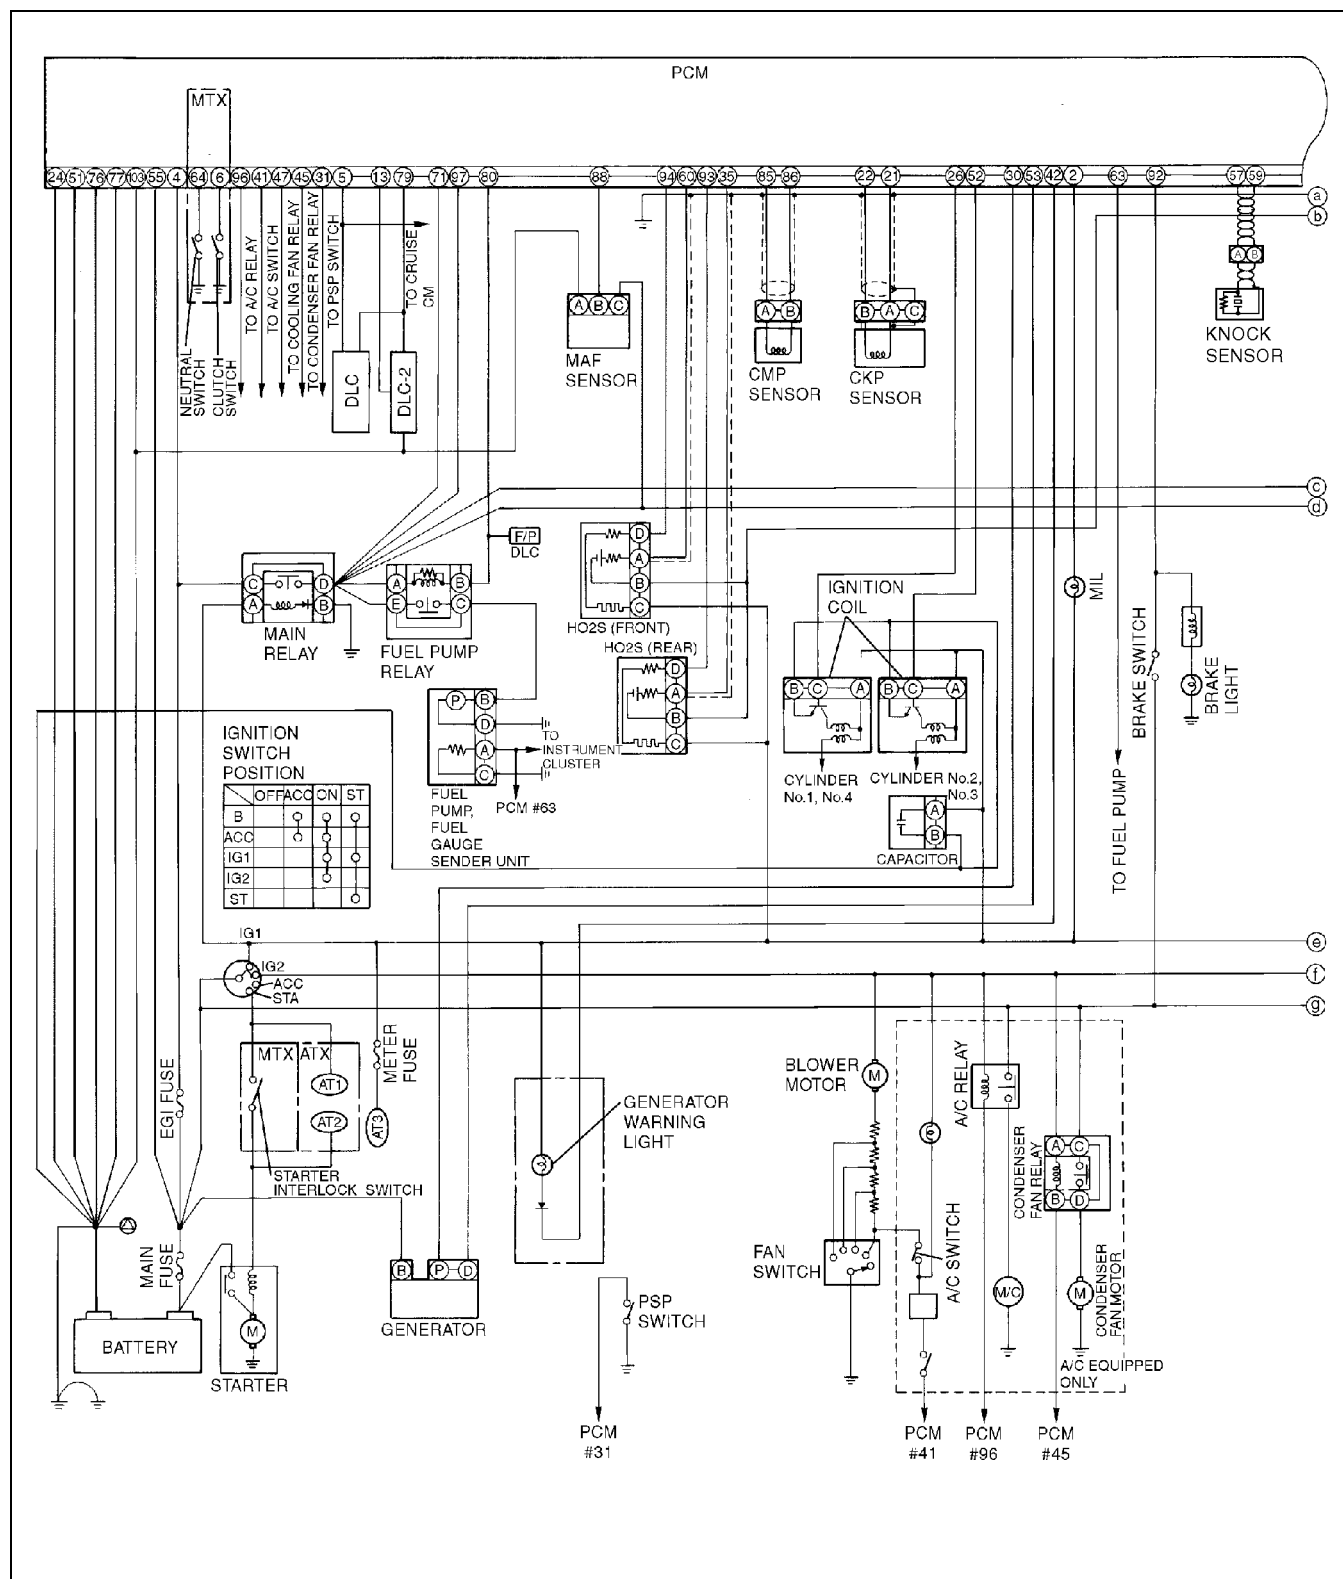 PCM
MTX
24 51 76 77 103 55 4 64 6 96 41 47 45 31 5 13 79 71 97 80 88 94 60 93 35 85 86 22 21 26 52 30 53 42 2 63 92 57 59
a
b
NEUTRAL
SWITCH
CLUTCH
SWITCH
TO A/C RELAY
TO A/C SWITCH
TO COOLING FAN RELAY
TO CONDENSER FAN RELAY
TO PSP SWITCH
TO CRUISE
CM
DLC
DLC-2
A B C
MAF
SENSOR
A B
CMP
SENSOR
B A C
CKP
SENSOR
A B
KNOCK
SENSOR
c
d
F/P
DLC
C D
A B
MAIN
RELAY
A B
E C
FUEL PUMP
RELAY
D
A
B
C
HO2S (FRONT)
HO2S (REAR)
D
A
B
C
IGNITION
COIL
B C A
B C A
CYLINDER
No.1, No.4
CYLINDER No.2,
No.3
A
B
CAPACITOR
MIL
TO FUEL PUMP
BRAKE SWITCH
BRAKE
LIGHT
P B
D
A
C
TO
INSTRUMENT
CLUSTER
PCM #63
FUEL
PUMP,
FUEL
GAUGE
SENDER UNIT
IGNITION
SWITCH
POSITION
OFF ACC ON ST
B
ACC
IG1
IG2
ST
IG1
IG2
ACC
STA
e
f
g
MTX ATX
AT1
AT2
AT3
METER
FUSE
EGI FUSE
STARTER
INTERLOCK SWITCH
MAIN
FUSE
BATTERY
M
STARTER
B P D
GENERATOR
GENERATOR
WARNING
LIGHT
PSP
SWITCH
PCM
#31
BLOWER
MOTOR
M
FAN
SWITCH
A/C SWITCH
A/C RELAY
M/C
CONDENSER
FAN RELAY
A C
B D
M
CONDENSER
FAN MOTOR
A/C EQUIPPED
ONLY
PCM
#41
PCM
#96
PCM
#45